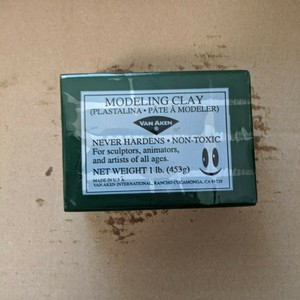 MODELING CLAY
(PLASTALINA • PÂTE À MODELER)
VAN AKEN
®
NEVER HARDENS • NON-TOXIC
For sculptors, animators,
and artists of all ages.
NET WEIGHT 1 lb. (453g)
MADE IN U.S.A.
VAN AKEN INTERNATIONAL, RANCHO CUCAMONGA, CA